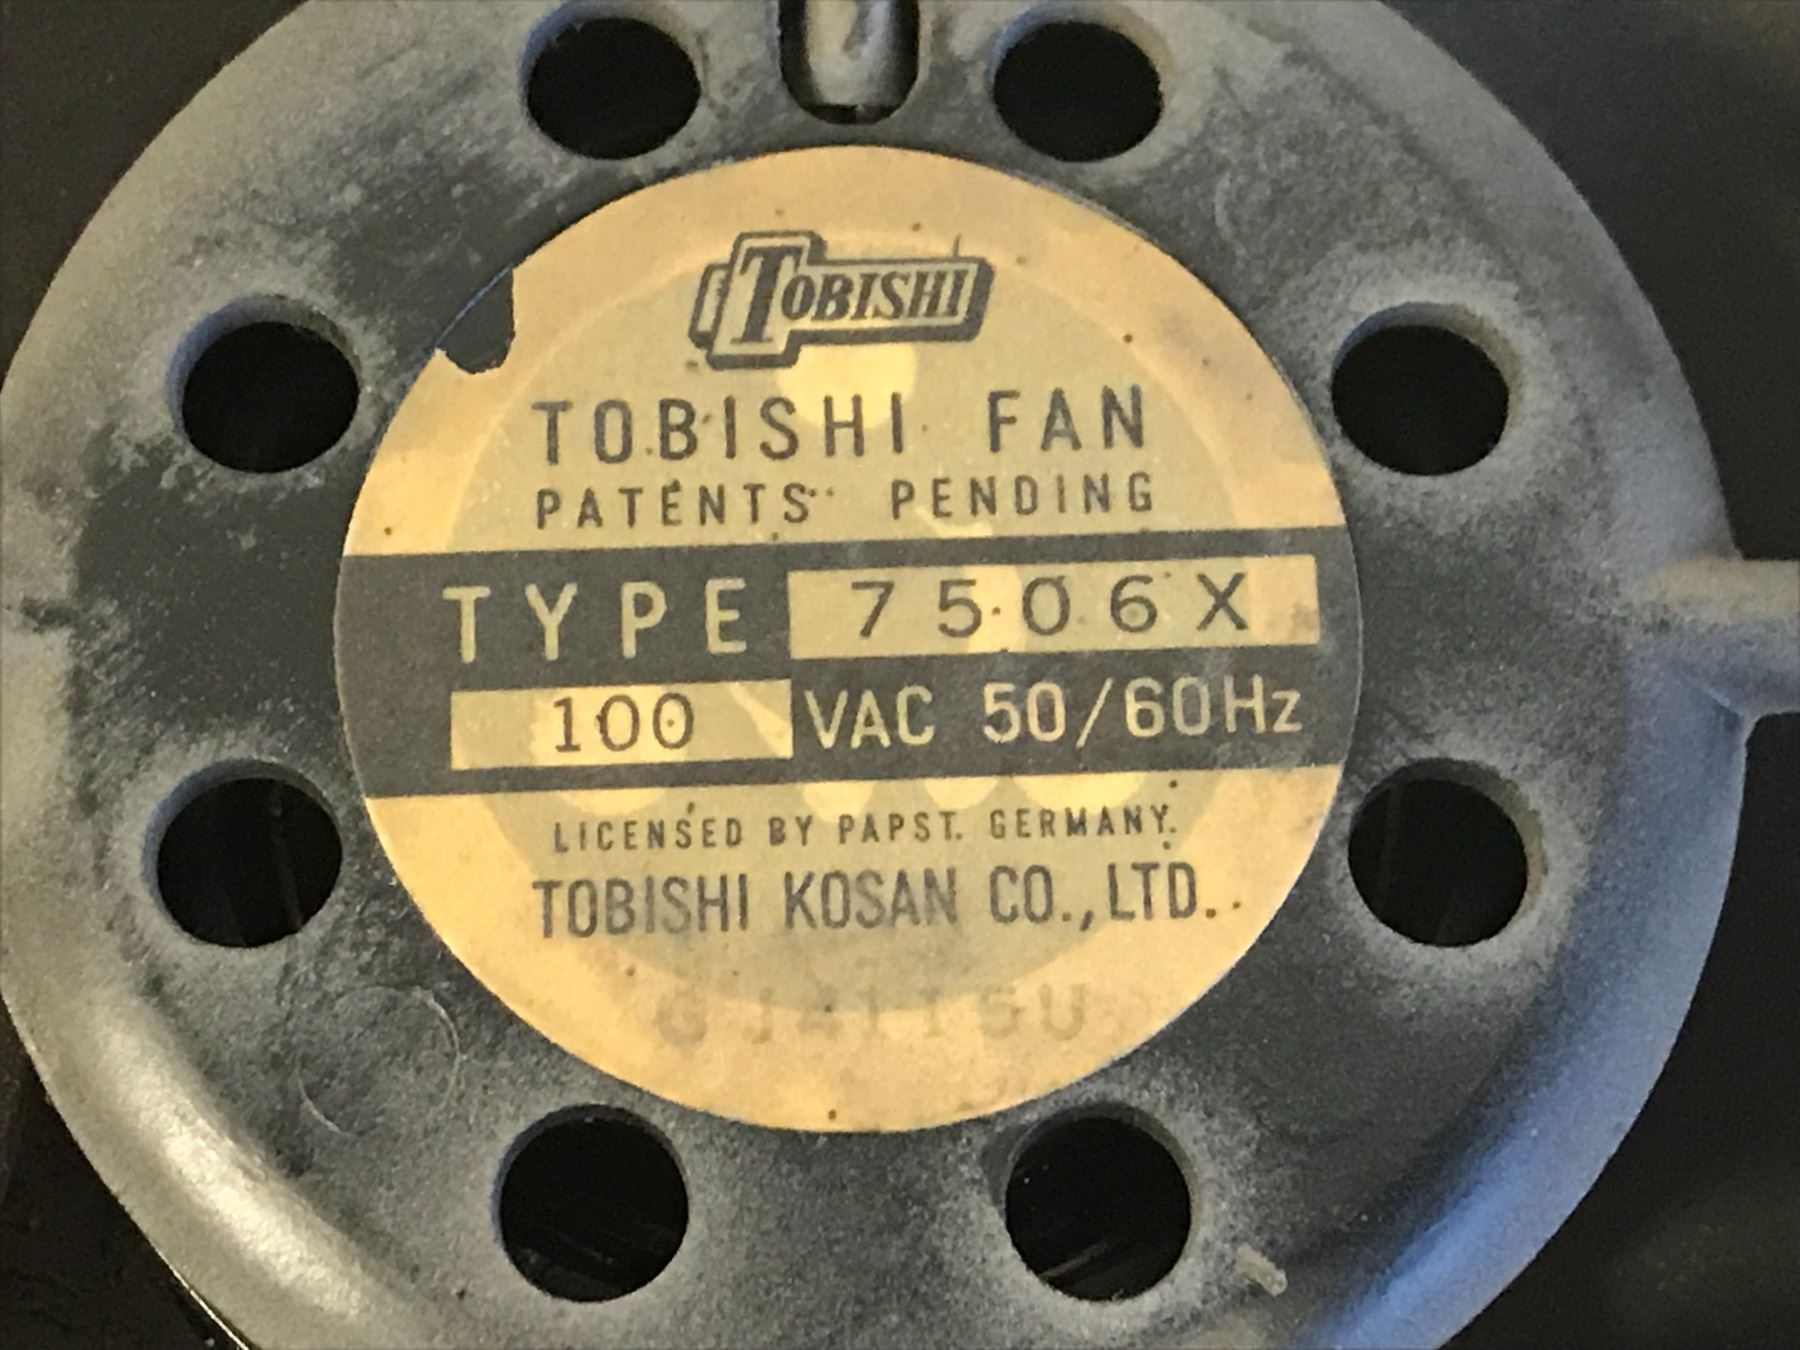 TOBISHI
TOBISHI FAN
PATENTS PENDING
TYPE 7506X
100 VAC 50/60Hz
LICENSED BY PAPST. GERMANY.
TOBISHI KOSAN CO., LTD.